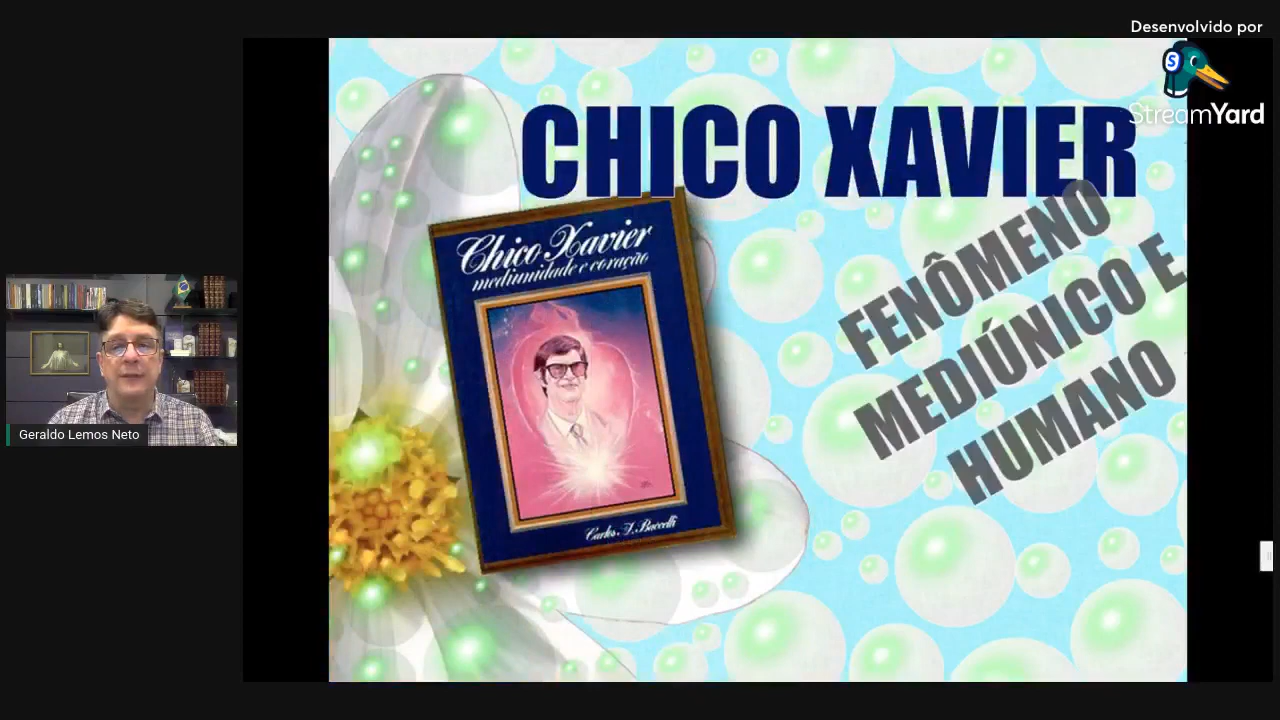 Desenvolvido por
StreamYard
CHICO XAVIER
FENÔMENO
MEDIÚNICO E
HUMANO
Chico Xavier
mediunidade e coração
Carlos A. Baccelli
Geraldo Lemos Neto